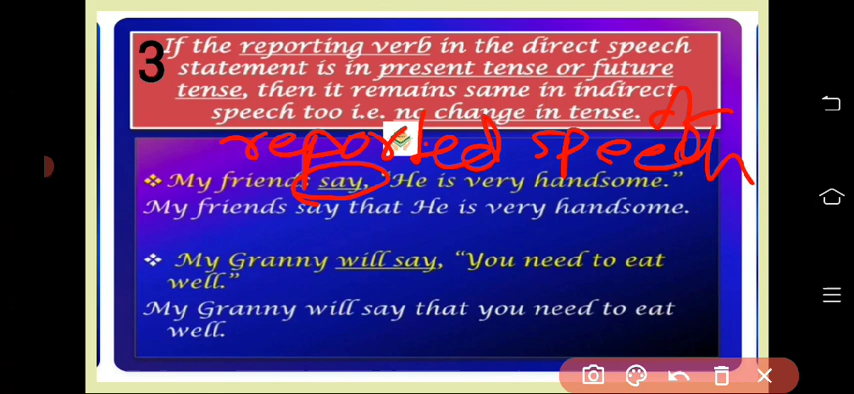 3
If the reporting verb in the direct speech
statement is in present tense or future
tense, then it remains same in indirect
speech too i.e. no change in tense.
reported speech
❖ My friends say, "He is very handsome."
My friends say that He is very handsome.
❖ My Granny will say, "You need to eat
well."
My Granny will say that you need to eat
well.